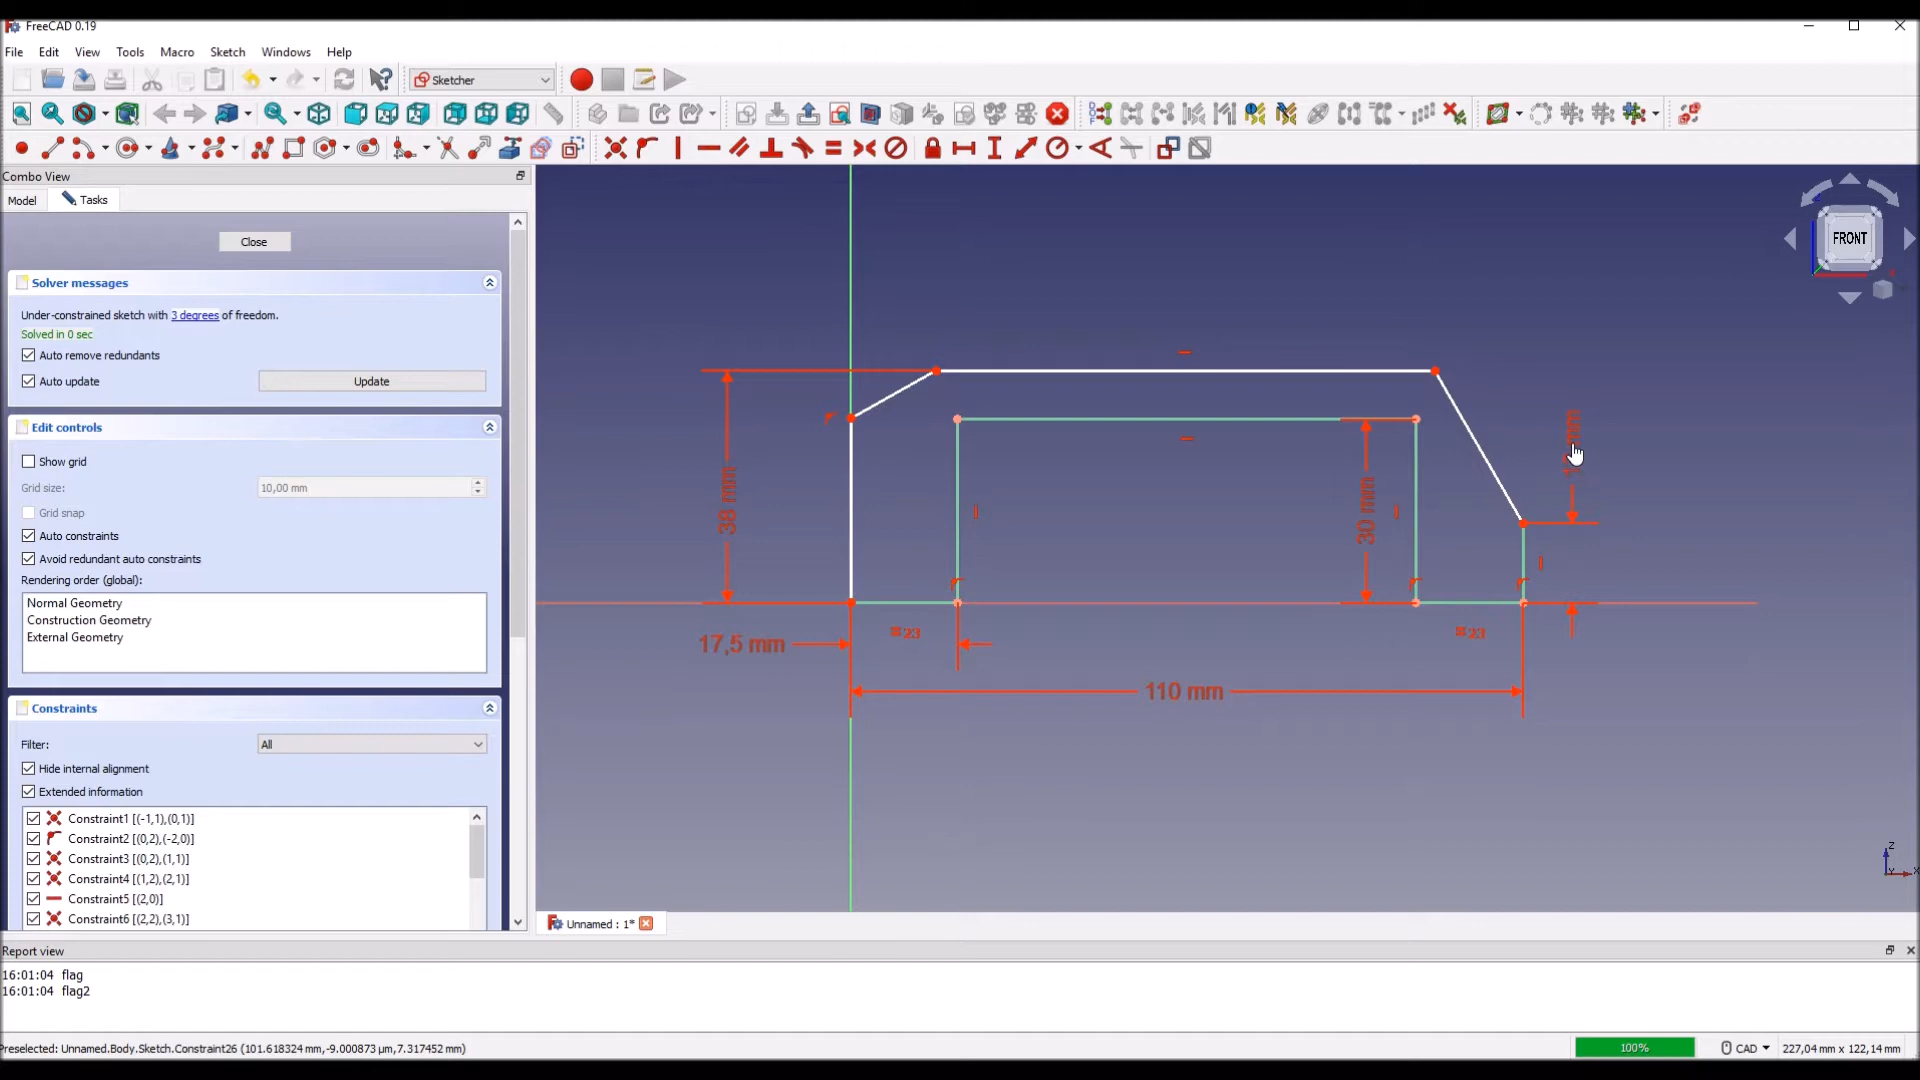 FreeCAD 0.19
File Edit View Tools Macro Sketch Windows Help
Sketcher
Combo View
Model Tasks
Close
Solver messages
Under-constrained sketch with 3 degrees of freedom.
Solved in 0 sec
Auto remove redundants
Auto update
Update
Edit controls
Show grid
Grid size: 10,00 mm
Grid snap
Auto constraints
Avoid redundant auto constraints
Rendering order (global):
Normal Geometry
Construction Geometry
External Geometry
Constraints
Filter: All
Hide internal alignment
Extended information
Constraint1 [(-1,1),(0,1)]
Constraint2 [(0,2),(-2,0)]
Constraint3 [(0,2),(1,1)]
Constraint4 [(1,2),(2,1)]
Constraint5 [(2,0)]
Constraint6 [(2,2),(3,1)]
FRONT
38 mm
30 mm
mm
23
23
17,5 mm
110 mm
Z
X
Unnamed : 1*
Report view
16:01:04 flag
16:01:04 flag2
Preselected: Unnamed.Body.Sketch.Constraint26 (101.618324 mm,-9.000873 µm,7.317452 mm)
100%
CAD
227,04 mm x 122,14 mm